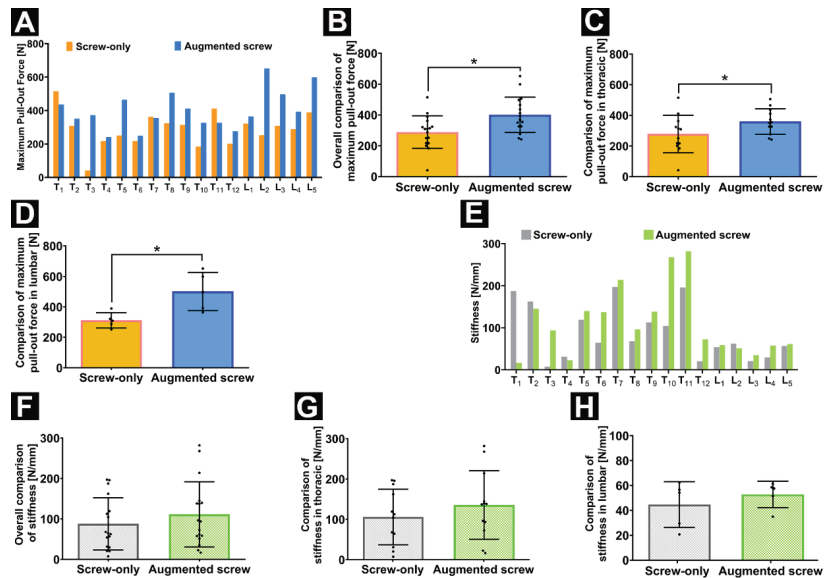 A
Screw-only Augmented screw
Maximum Pull-Out Force [N]
800
600
400
200
0
T1 T2 T3 T4 T5 T6 T7 T8 T9 T10 T11 T12 L1 L2 L3 L4 L5
B
Overall comparison of
maximum pull-out force [N]
800
600
400
200
0
*
Screw-only Augmented screw
C
Comparison of maximum
pull-out force in thoracic [N]
800
600
400
200
0
*
Screw-only Augmented screw
D
Comparison of maximum
pull-out force in lumbar [N]
800
600
400
200
0
*
Screw-only Augmented screw
E
Screw-only Augmented screw
Stiffness [N/mm]
300
200
100
0
T1 T2 T3 T4 T5 T6 T7 T8 T9 T10 T11 T12 L1 L2 L3 L4 L5
F
Overall comparison
of stiffness [N/mm]
300
200
100
0
Screw-only Augmented screw
G
Comparison of
stiffness in thoracic [N/mm]
300
200
100
0
Screw-only Augmented screw
H
Comparison of
stiffness in lumbar [N/mm]
100
80
60
40
20
0
Screw-only Augmented screw